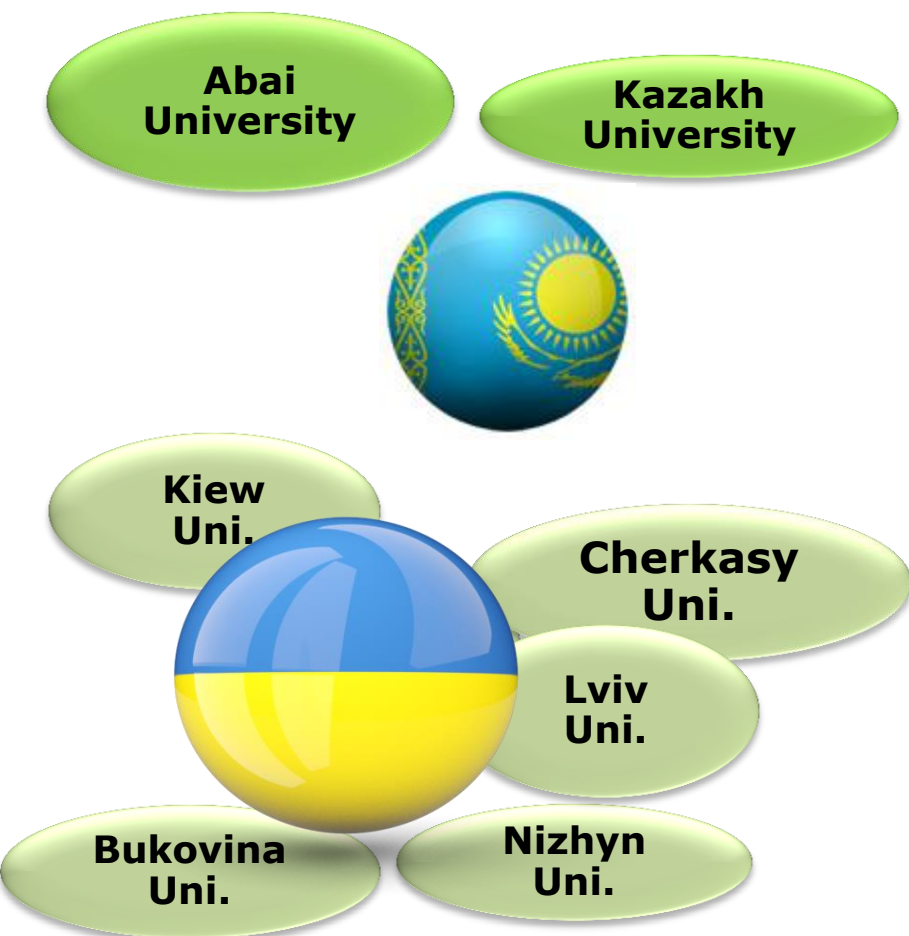 Abai
University
Kazakh
University
Kiew
Uni.
Cherkasy
Uni.
Lviv
Uni.
Bukovina
Uni.
Nizhyn
Uni.